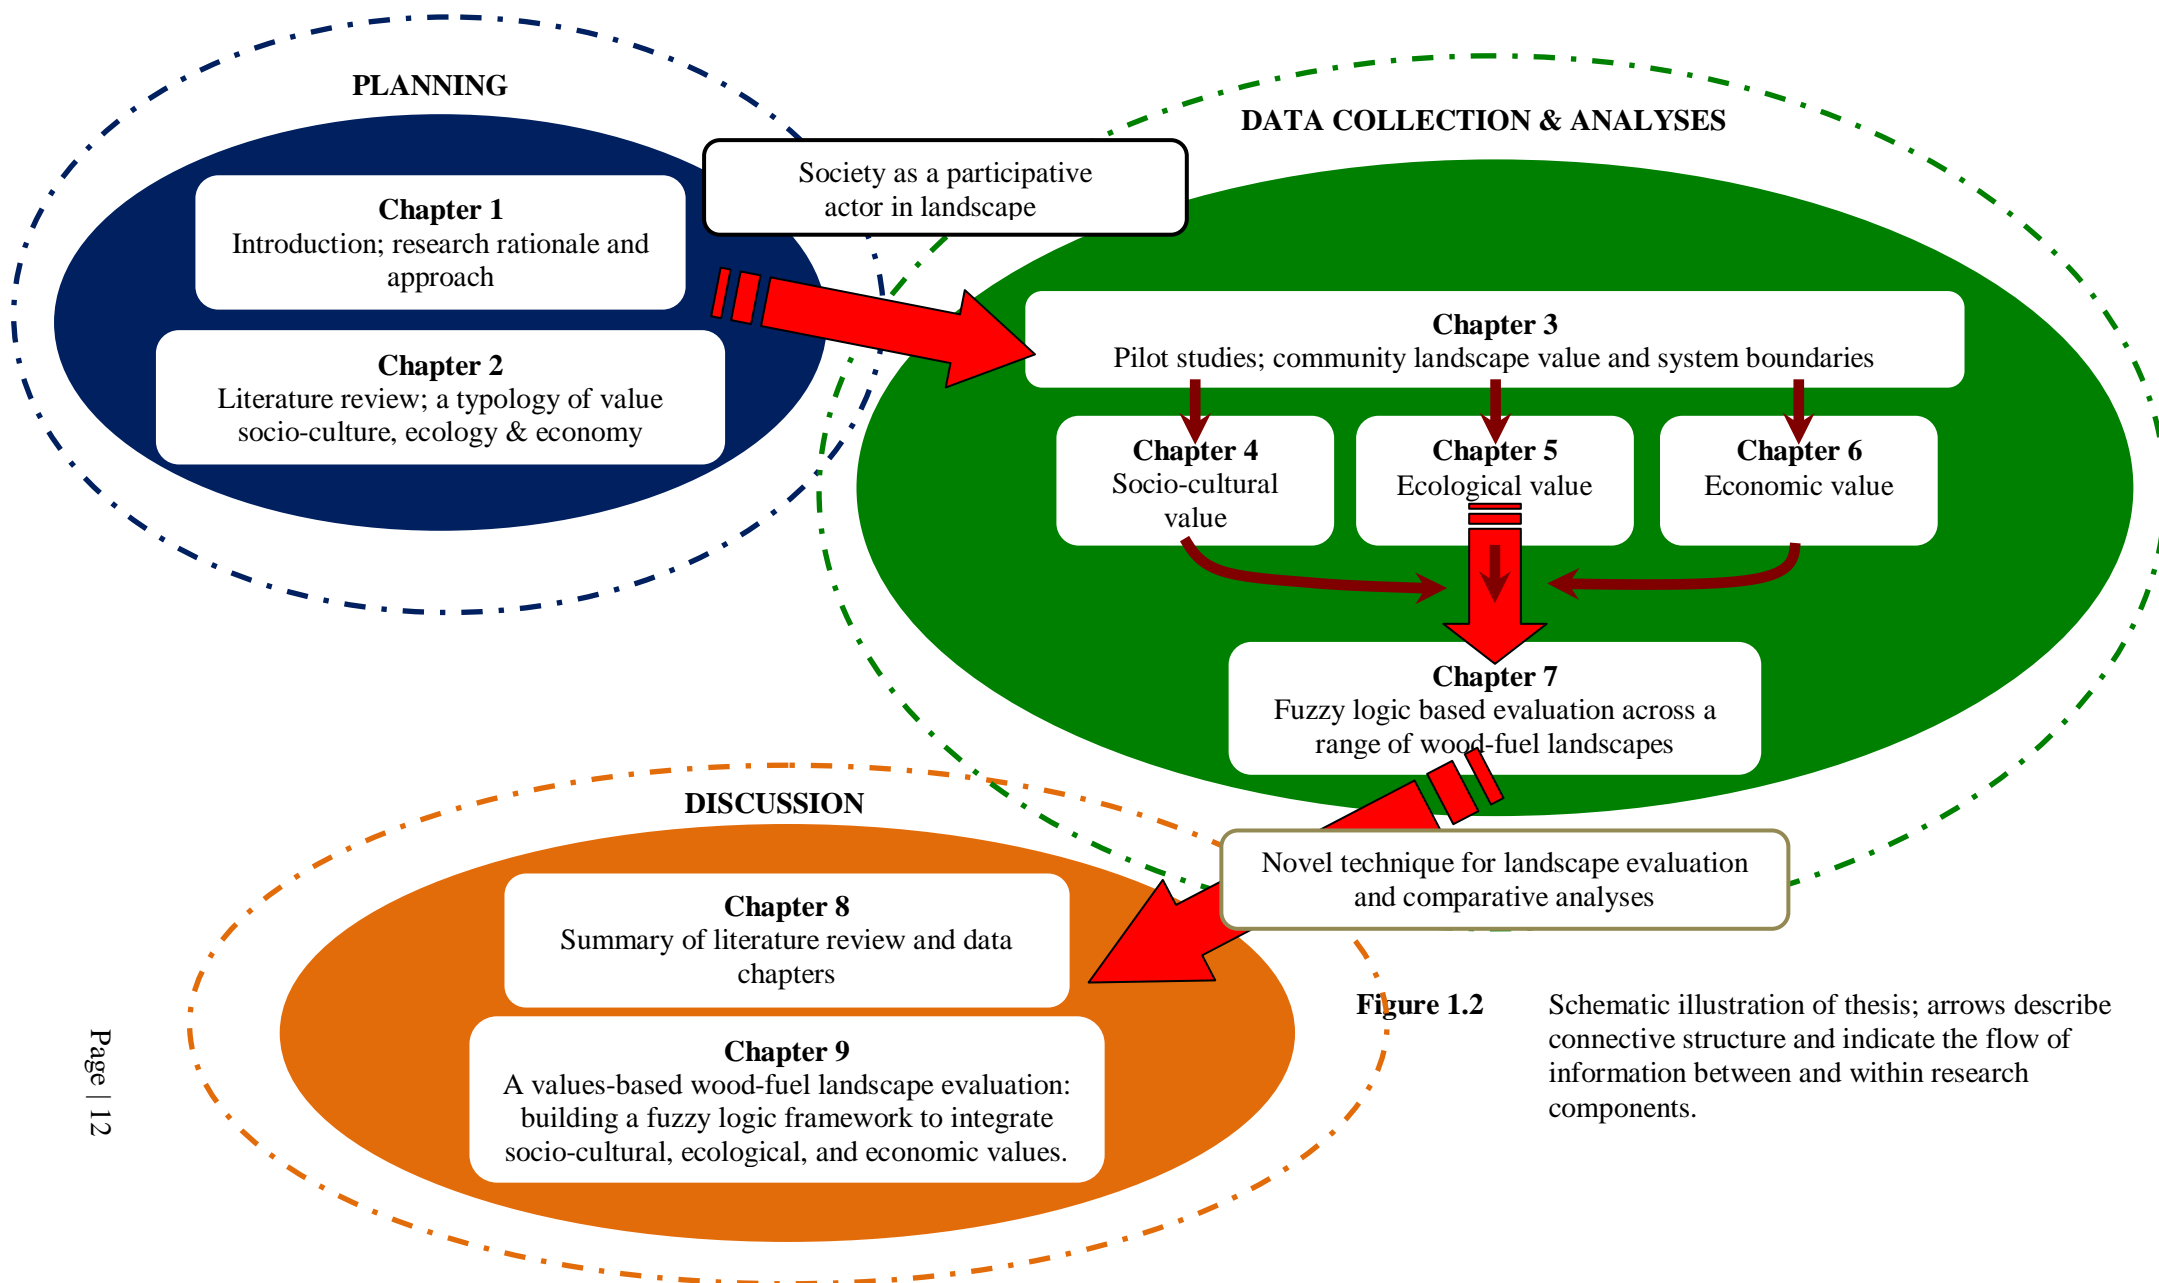 PLANNING
Chapter 1
Introduction; research rationale and
approach
Chapter 2
Literature review; a typology of value
socio-culture, ecology & economy
Society as a participative
actor in landscape
DATA COLLECTION & ANALYSES
Chapter 3
Pilot studies; community landscape value and system boundaries
Chapter 4
Socio-cultural
value
Chapter 5
Ecological value
Chapter 6
Economic value
Chapter 7
Fuzzy logic based evaluation across a
range of wood-fuel landscapes
Novel technique for landscape evaluation
and comparative analyses
DISCUSSION
Chapter 8
Summary of literature review and data
chapters
Chapter 9
A values-based wood-fuel landscape evaluation:
building a fuzzy logic framework to integrate
socio-cultural, ecological, and economic values.
Figure 1.2 Schematic illustration of thesis; arrows describe
connective structure and indicate the flow of
information between and within research
components.
Page | 12